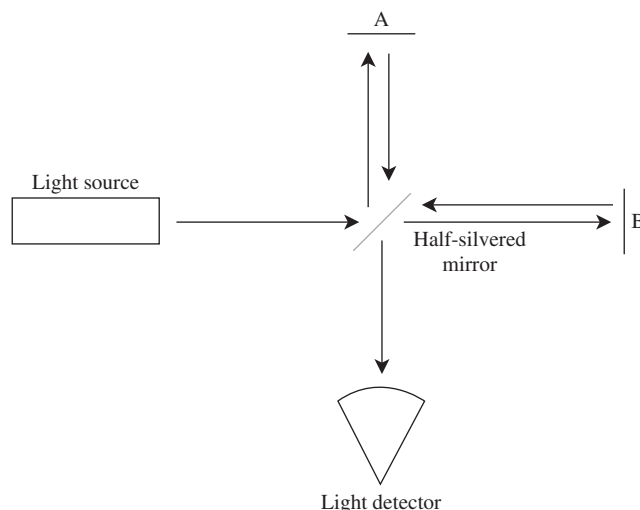 A
Light source
B
Half-silvered
mirror
Light detector